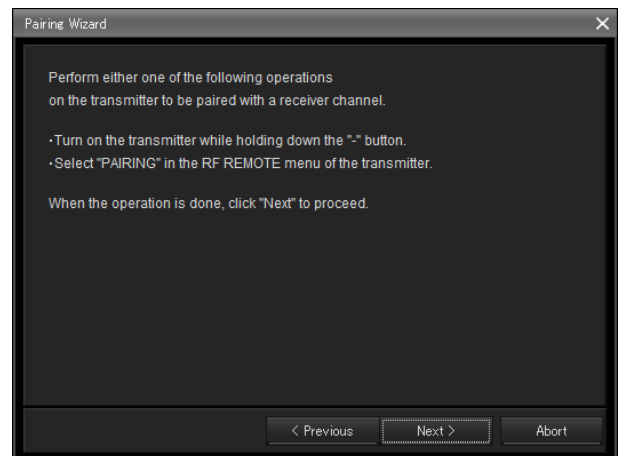 Pairing Wizard
Perform either one of the following operations
on the transmitter to be paired with a receiver channel.
・Turn on the transmitter while holding down the "-" button.
・Select "PAIRING" in the RF REMOTE menu of the transmitter.
When the operation is done, click "Next" to proceed.
< Previous Next > Abort